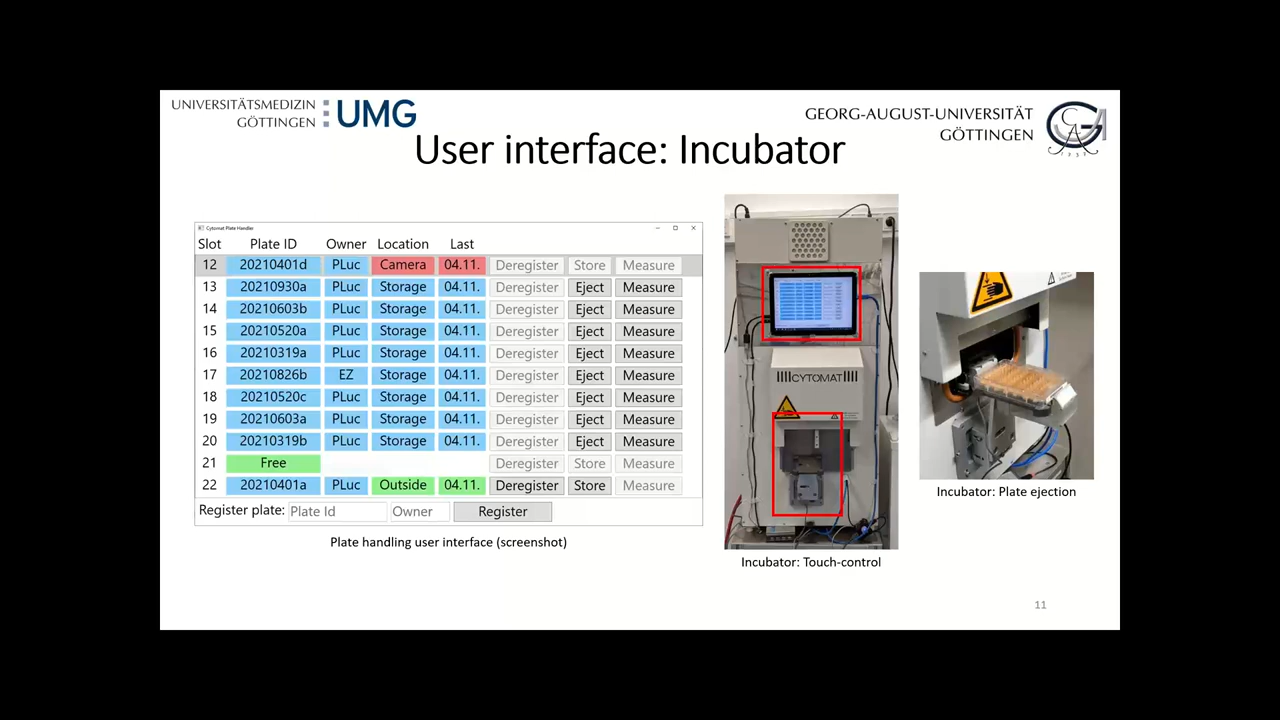 UNIVERSITÄTSMEDIZIN
GÖTTINGEN
UMG
GEORG-AUGUST-UNIVERSITÄT
GÖTTINGEN
User interface: Incubator
Cytomat Plate Handler
Slot Plate ID Owner Location Last
12 20210401d PLuc Camera 04.11. Deregister Store Measure
13 20210930a PLuc Storage 04.11. Deregister Eject Measure
14 20210603b PLuc Storage 04.11. Deregister Eject Measure
15 20210520a PLuc Storage 04.11. Deregister Eject Measure
16 20210319a PLuc Storage 04.11. Deregister Eject Measure
17 20210826b EZ Storage 04.11. Deregister Eject Measure
18 20210520c PLuc Storage 04.11. Deregister Eject Measure
19 20210603a PLuc Storage 04.11. Deregister Eject Measure
20 20210319b PLuc Storage 04.11. Deregister Eject Measure
21 Free Deregister Store Measure
22 20210401a PLuc Outside 04.11. Deregister Store Measure
Register plate: Plate Id Owner Register
Plate handling user interface (screenshot)
CYTOMAT
Incubator: Touch-control
Incubator: Plate ejection
11